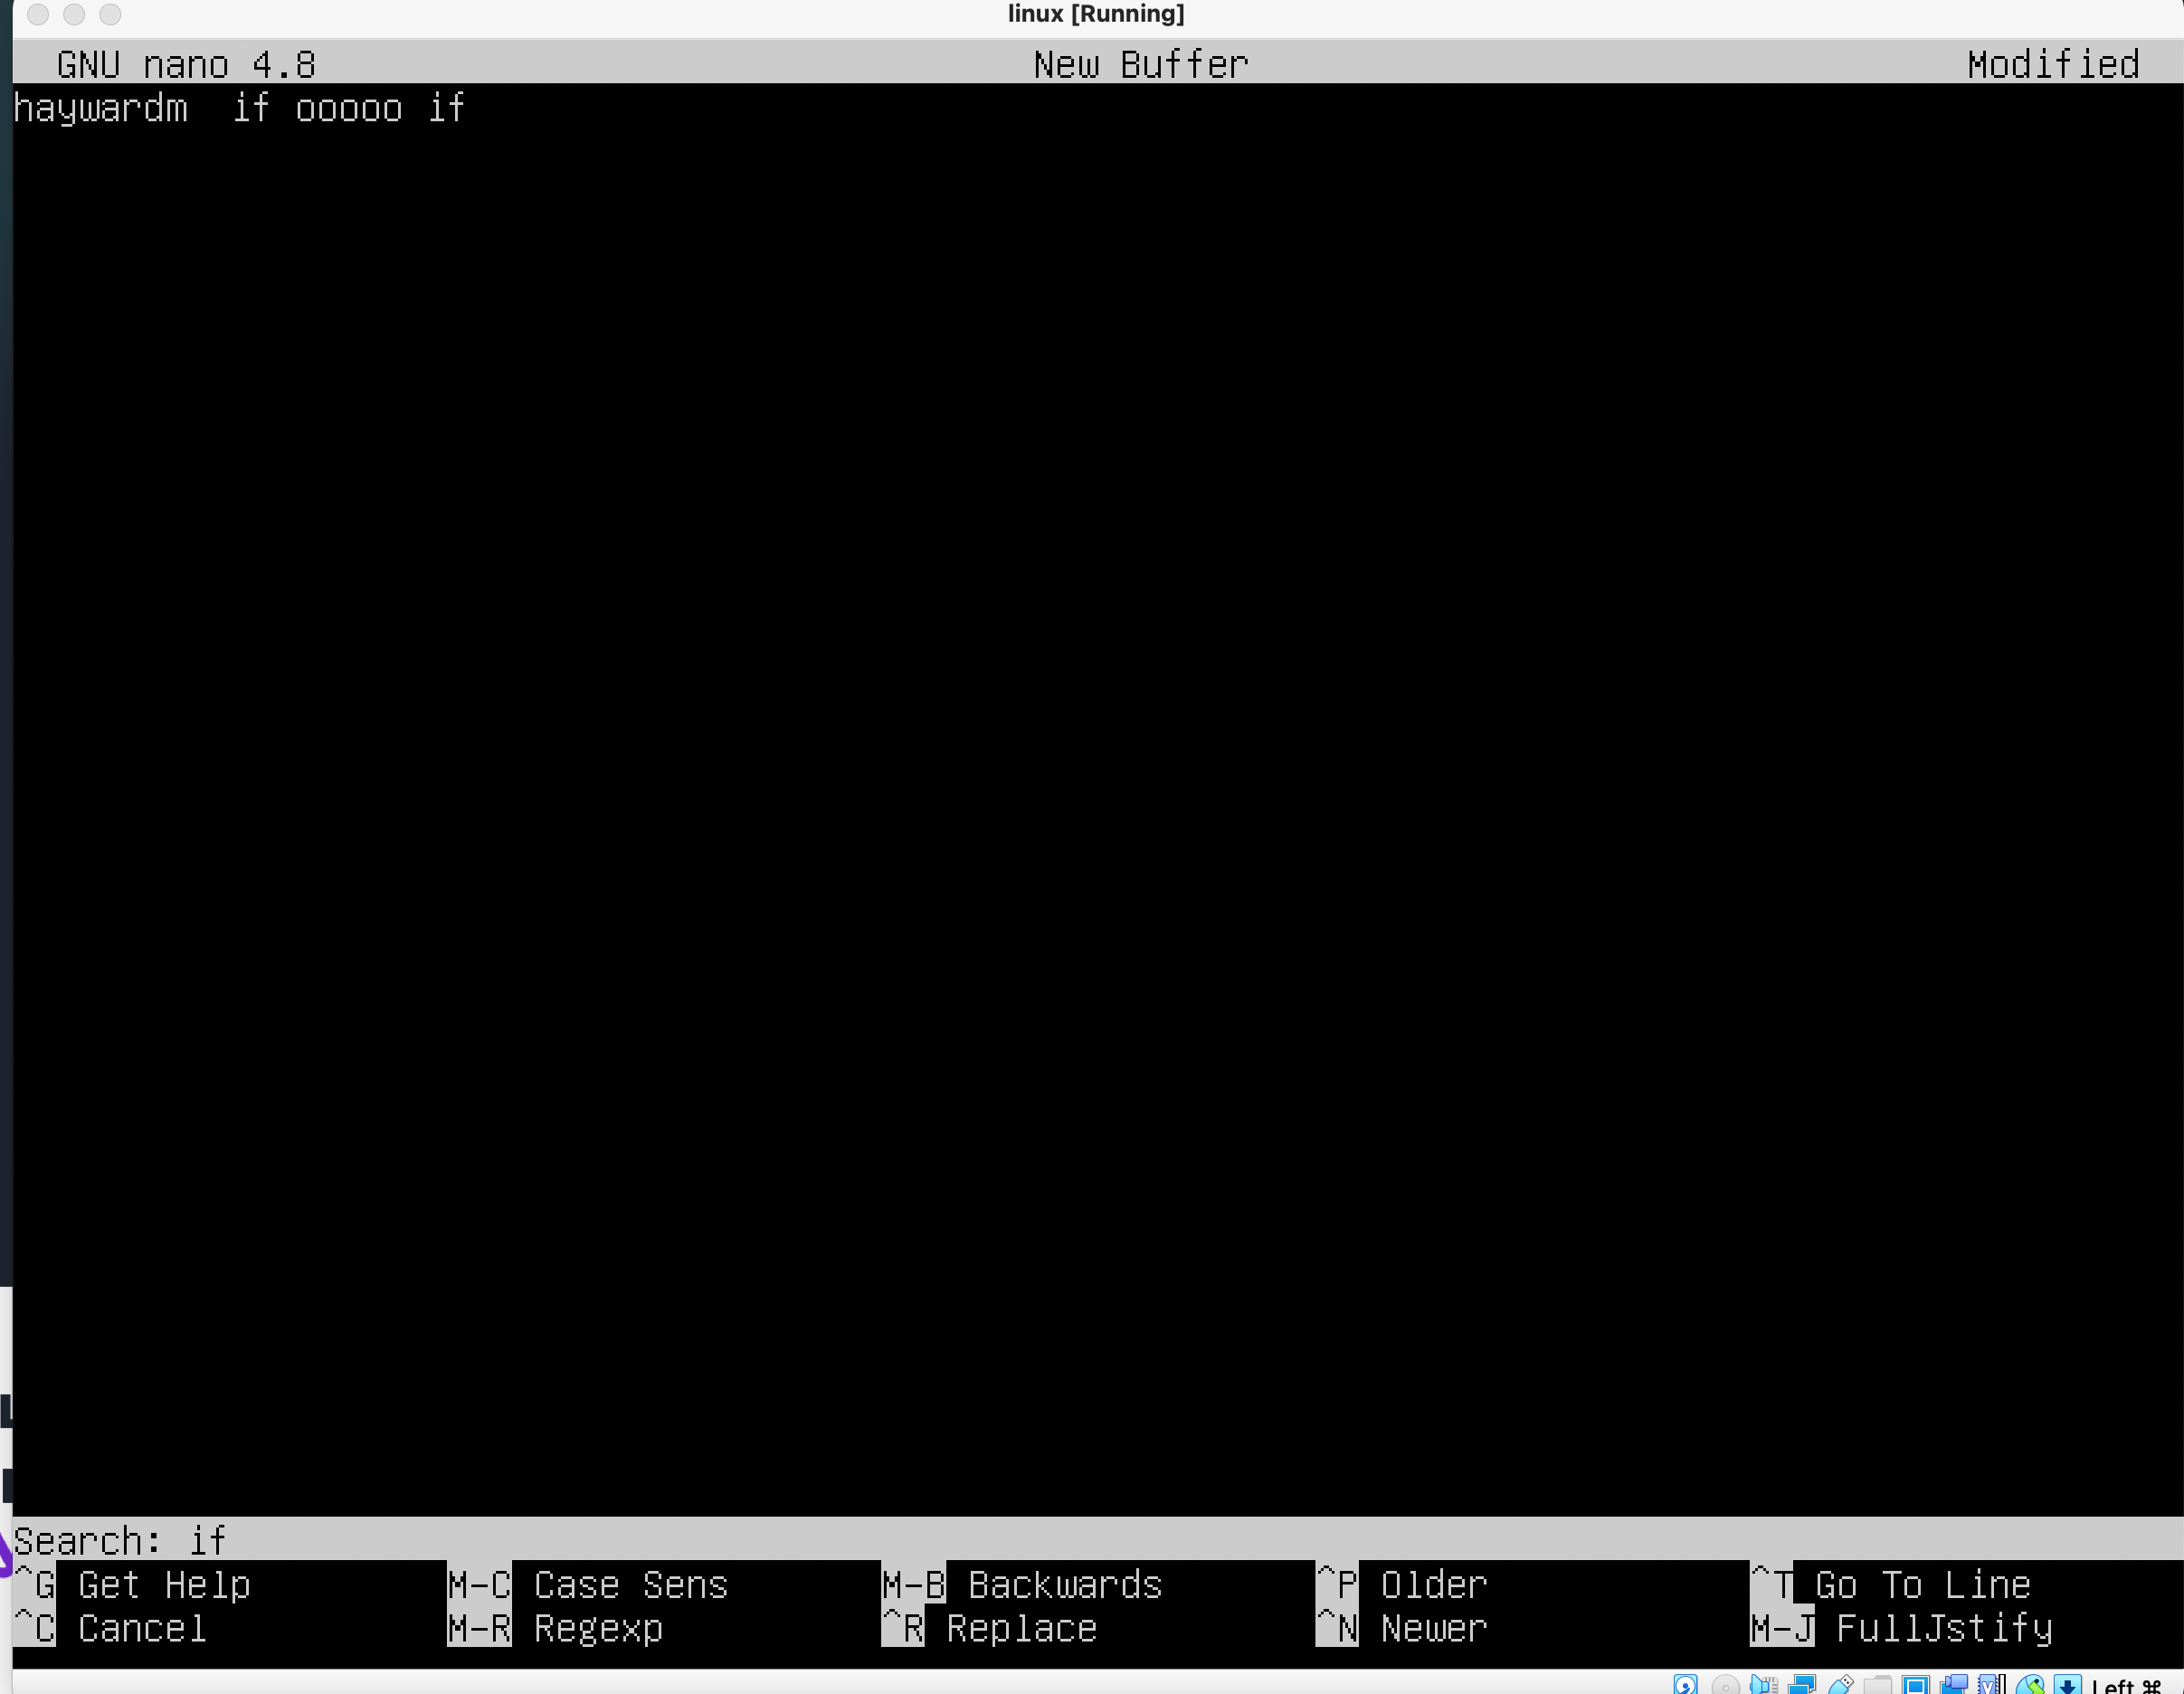 linux [Running]
GNU nano 4.8 New Buffer Modified
haywardm  if ooooo if
Search: if
^G Get Help M-C Case Sens M-B Backwards ^P Older ^T Go To Line
^C Cancel M-R Regexp ^R Replace ^N Newer M-J FullJstify
Left ⌘